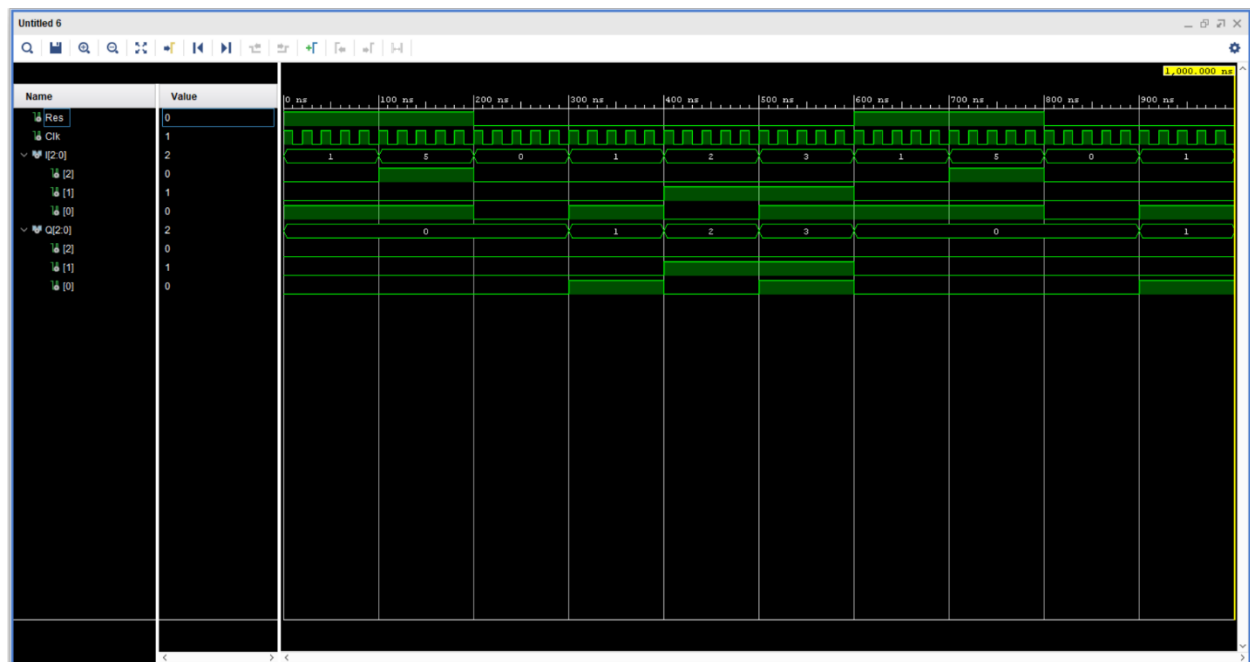 Untitled 6
1,000.000 ns
Name Value
0 ns 100 ns 200 ns 300 ns 400 ns 500 ns 600 ns 700 ns 800 ns 900 ns
Res 0
Clk 1
I[2:0] 2 1 5 0 1 2 3 1 5 0 1
[2] 0
[1] 1
[0] 0
Q[2:0] 2 0 1 2 3 0 1
[2] 0
[1] 1
[0] 0